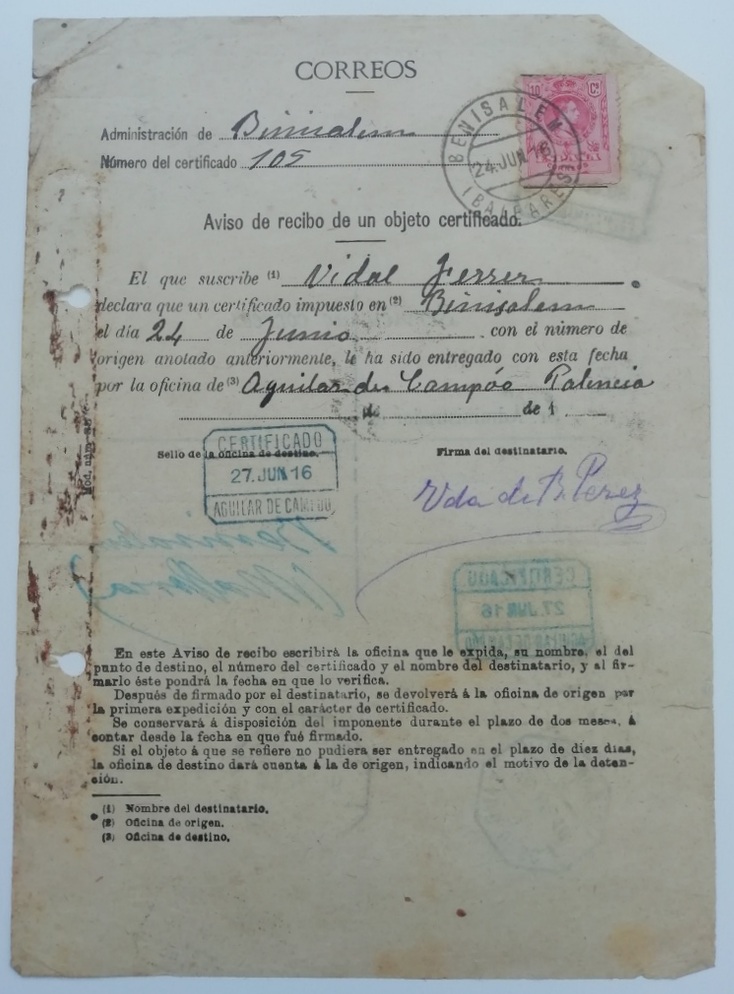 CORREOS
10 Cs
Administración de Binisalem
Número del certificado 105
BENISALEM
24.JUN.16
(BALEARES)
Aviso de recibo de un objeto certificado.
El que suscribe (1) Vidal Ferrer
declara que un certificado impuesto en (2) Binisalem
el día 24 de Junio con el número de
origen anotado anteriormente, le ha sido entregado con esta fecha
por la oficina de (3) Aguilar de Campóo Palencia
de de 1
Sello de la oficina de destino.
Firma del destinatario.
CERTIFICADO
27.JUN 16
AGUILAR DE CAMPOO
Vda de B. Perez
CERTIFICADO
27.JUN 16
AGUILAR DE CAMPOO
En este Aviso de recibo escribirá la oficina que le expida, su nombre, el del
punto de destino, el número del certificado y el nombre del destinatario, y al fir-
marlo éste pondrá la fecha en que lo verifica.
Después de firmado por el destinatario, se devolverá á la oficina de origen por
la primera expedición y con el carácter de certificado.
Se conservará á disposición del imponente durante el plazo de dos meses, á
contar desde la fecha en que fué firmado.
Si el objeto á que se refiere no pudiera ser entregado en el plazo de diez días,
la oficina de destino dará cuenta á la de origen, indicando el motivo de la deten-
ción.
(1) Nombre del destinatario.
(2) Oficina de origen.
(3) Oficina de destino.